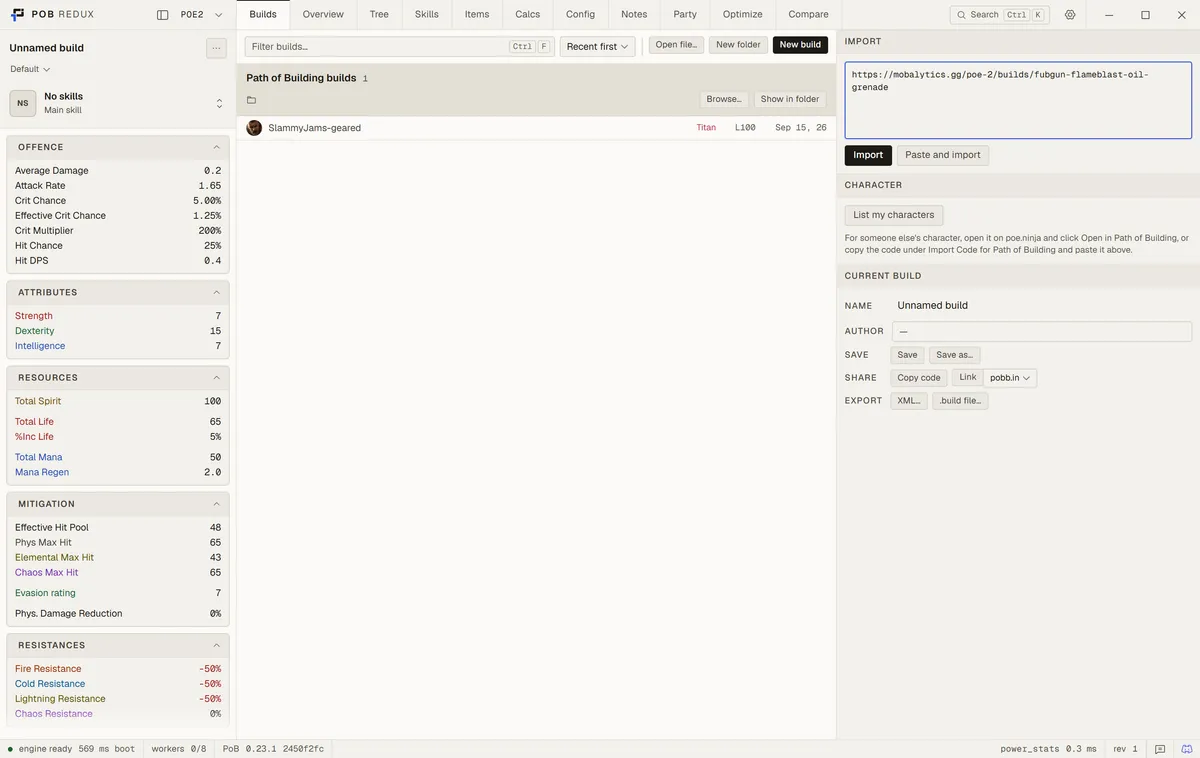 POB REDUX
POE2
Builds
Overview
Tree
Skills
Items
Calcs
Config
Notes
Party
Optimize
Compare
Search Ctrl K
Unnamed build
...
Default
NS
No skills
Main skill
OFFENCE
Average Damage 0.2
Attack Rate 1.65
Crit Chance 5.00%
Effective Crit Chance 1.25%
Crit Multiplier 200%
Hit Chance 25%
Hit DPS 0.4
ATTRIBUTES
Strength 7
Dexterity 15
Intelligence 7
RESOURCES
Total Spirit 100
Total Life 65
%Inc Life 5%
Total Mana 50
Mana Regen 2.0
MITIGATION
Effective Hit Pool 48
Phys Max Hit 65
Elemental Max Hit 43
Chaos Max Hit 65
Evasion rating 7
Phys. Damage Reduction 0%
RESISTANCES
Fire Resistance -50%
Cold Resistance -50%
Lightning Resistance -50%
Chaos Resistance 0%
Filter builds... Ctrl F
Recent first
Open file...
New folder
New build
Path of Building builds 1
Browse...
Show in folder
SlammyJams-geared Titan L100 Sep 15, 26
IMPORT
https://mobalytics.gg/poe-2/builds/fubgun-flameblast-oil-
grenade
Import
Paste and import
CHARACTER
List my characters
For someone else's character, open it on poe.ninja and click Open in Path of Building, or
copy the code under Import Code for Path of Building and paste it above.
CURRENT BUILD
NAME Unnamed build
AUTHOR —
SAVE Save Save as...
SHARE Copy code Link pobb.in
EXPORT XML... .build file...
engine ready 569 ms boot
workers 0/8
PoB 0.23.1 2450f2fc
power_stats 0.3 ms
rev 1